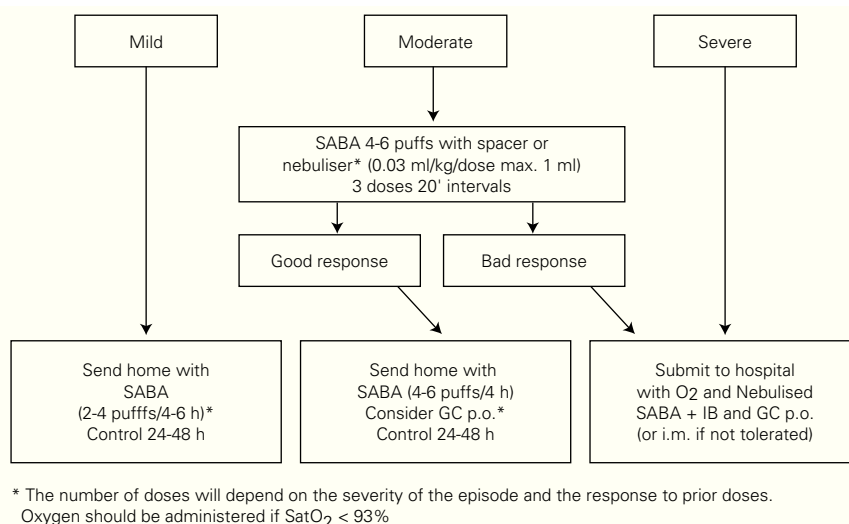 Mild
Moderate
Severe
SABA 4-6 puffs with spacer or
nebuliser* (0.03 ml/kg/dose max. 1 ml)
3 doses 20' intervals
Good response
Bad response
Send home with
SABA
(2-4 pufffs/4-6 h)*
Control 24-48 h
Send home with
SABA (4-6 puffs/4 h)
Consider GC p.o.*
Control 24-48 h
Submit to hospital
with O2 and Nebulised
SABA + IB and GC p.o.
(or i.m. if not tolerated)
* The number of doses will depend on the severity of the episode and the response to prior doses.
Oxygen should be administered if SatO2 < 93%